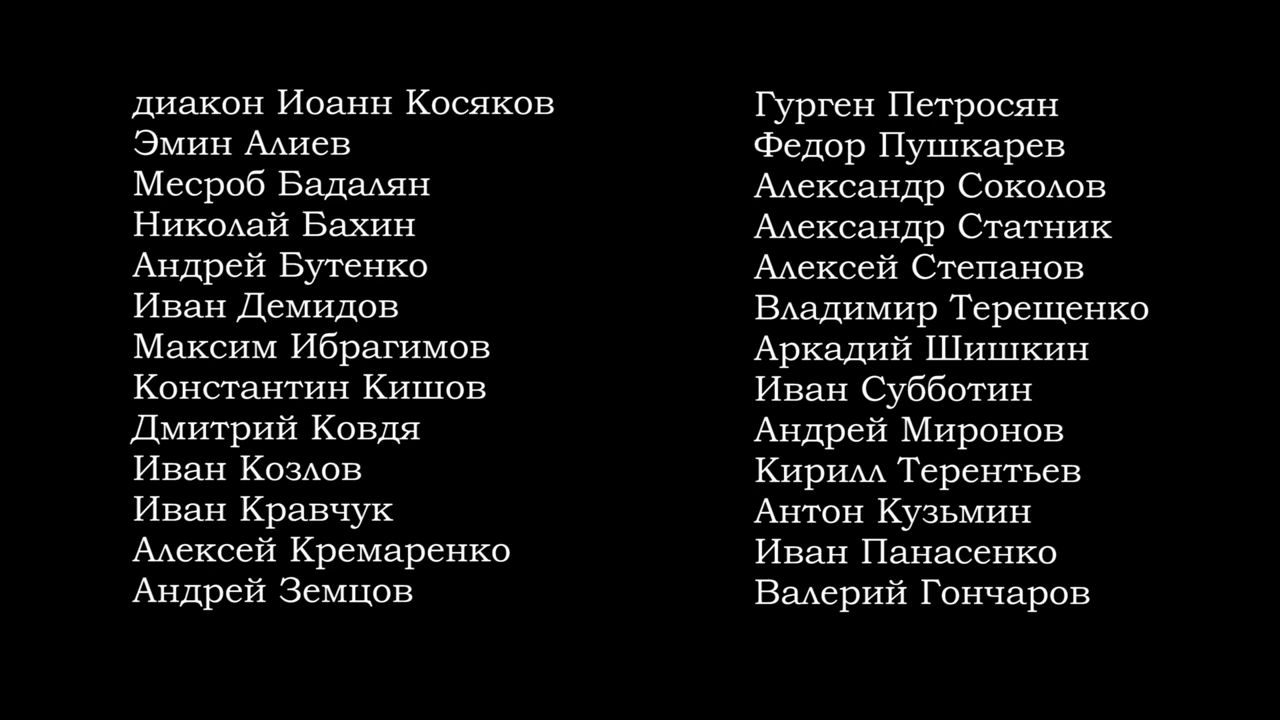 диакон Иоанн Косяков
Эмин Алиев
Месроб Бадалян
Николай Бахин
Андрей Бутенко
Иван Демидов
Максим Ибрагимов
Константин Кишов
Дмитрий Ковдя
Иван Козлов
Иван Кравчук
Алексей Кремаренко
Андрей Земцов
Гурген Петросян
Федор Пушкарев
Александр Соколов
Александр Статник
Алексей Степанов
Владимир Терещенко
Аркадий Шишкин
Иван Субботин
Андрей Миронов
Кирилл Терентьев
Антон Кузьмин
Иван Панасенко
Валерий Гончаров